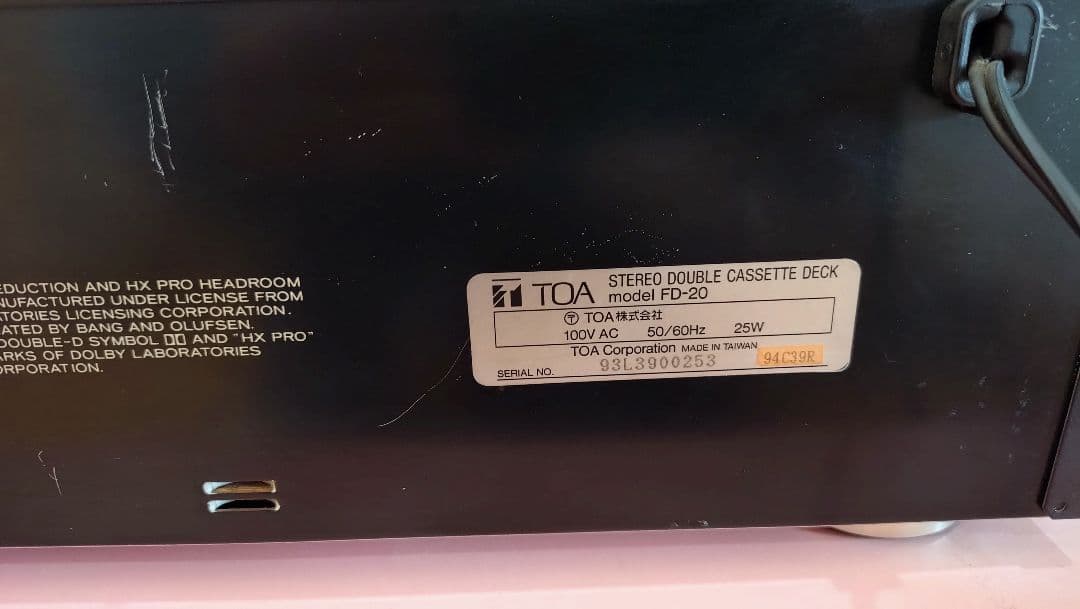 EDUCTION AND HX PRO HEADROOM
NUFACTURED UNDER LICENSE FROM
TORIES LICENSING CORPORATION.
ATED BY BANG AND OLUFSEN.
DOUBLE-D SYMBOL AND "HX PRO"
ARKS OF DOLBY LABORATORIES
ORPORATION.
TOA
STEREO DOUBLE CASSETTE DECK
model FD-20
〒 TOA株式会社
100V AC 50/60Hz 25W
TOA Corporation MADE IN TAIWAN
SERIAL NO. 93L3900253
94C39R